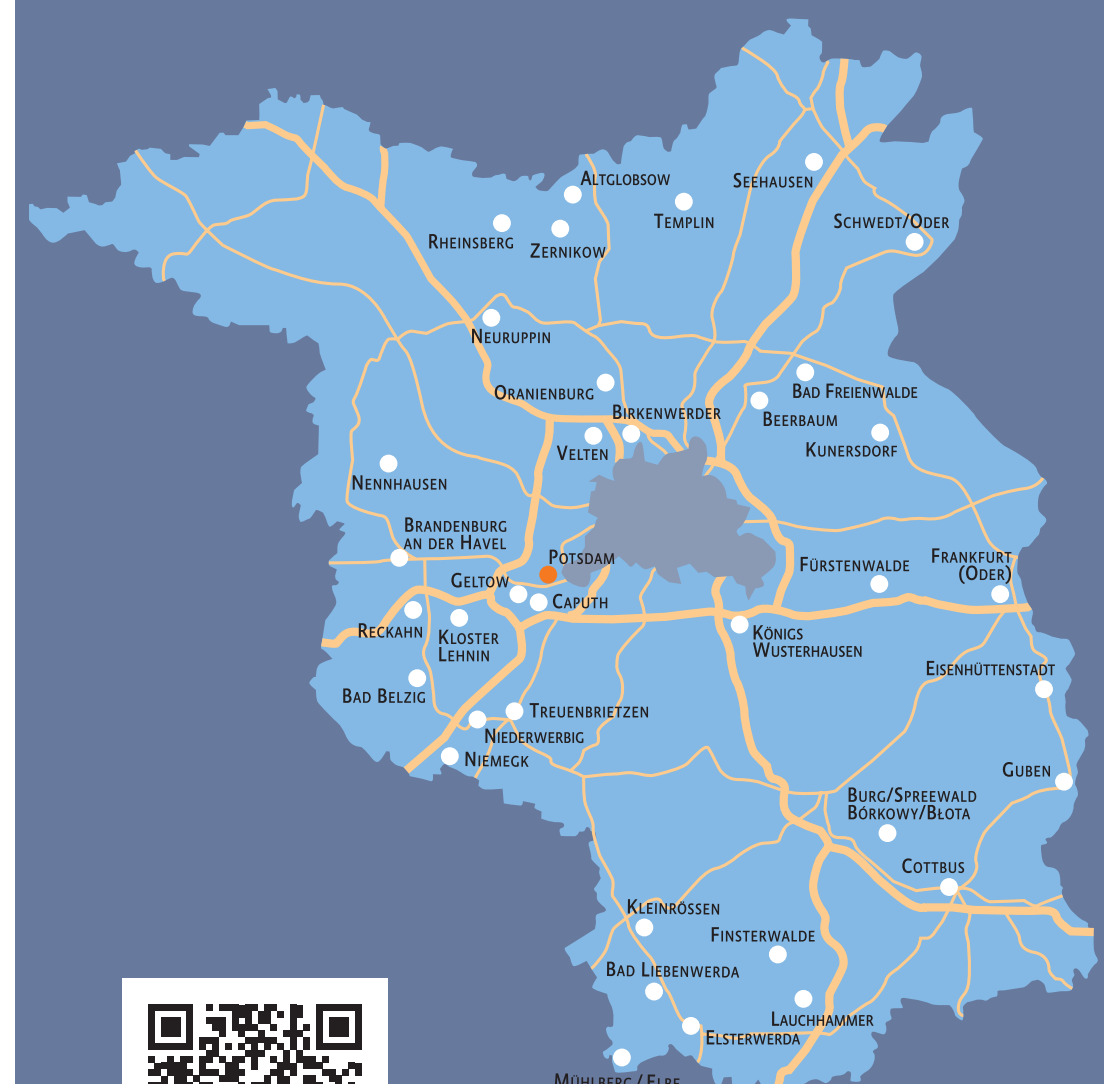 Altglobsow
Seehausen
Templin
Schwedt/Oder
Rheinsberg
Zernikow
Neuruppin
Oranienburg
Bad Freienwalde
Birkenwerder
Beerbaum
Kunersdorf
Velten
Nennhausen
Brandenburg
an der Havel
Potsdam
Frankfurt
(Oder)
Fürstenwalde
Geltow
Caputh
Reckahn
Kloster
Lehnin
Königs
Wusterhausen
Eisenhüttenstadt
Bad Belzig
Treuenbrietzen
Niederwerbig
Niemegk
Guben
Burg/Spreewald
Bórkowy/Błota
Cottbus
Kleinrössen
Finsterwalde
Bad Liebenwerda
Lauchhammer
Elsterwerda
Mühlberg / Elbe